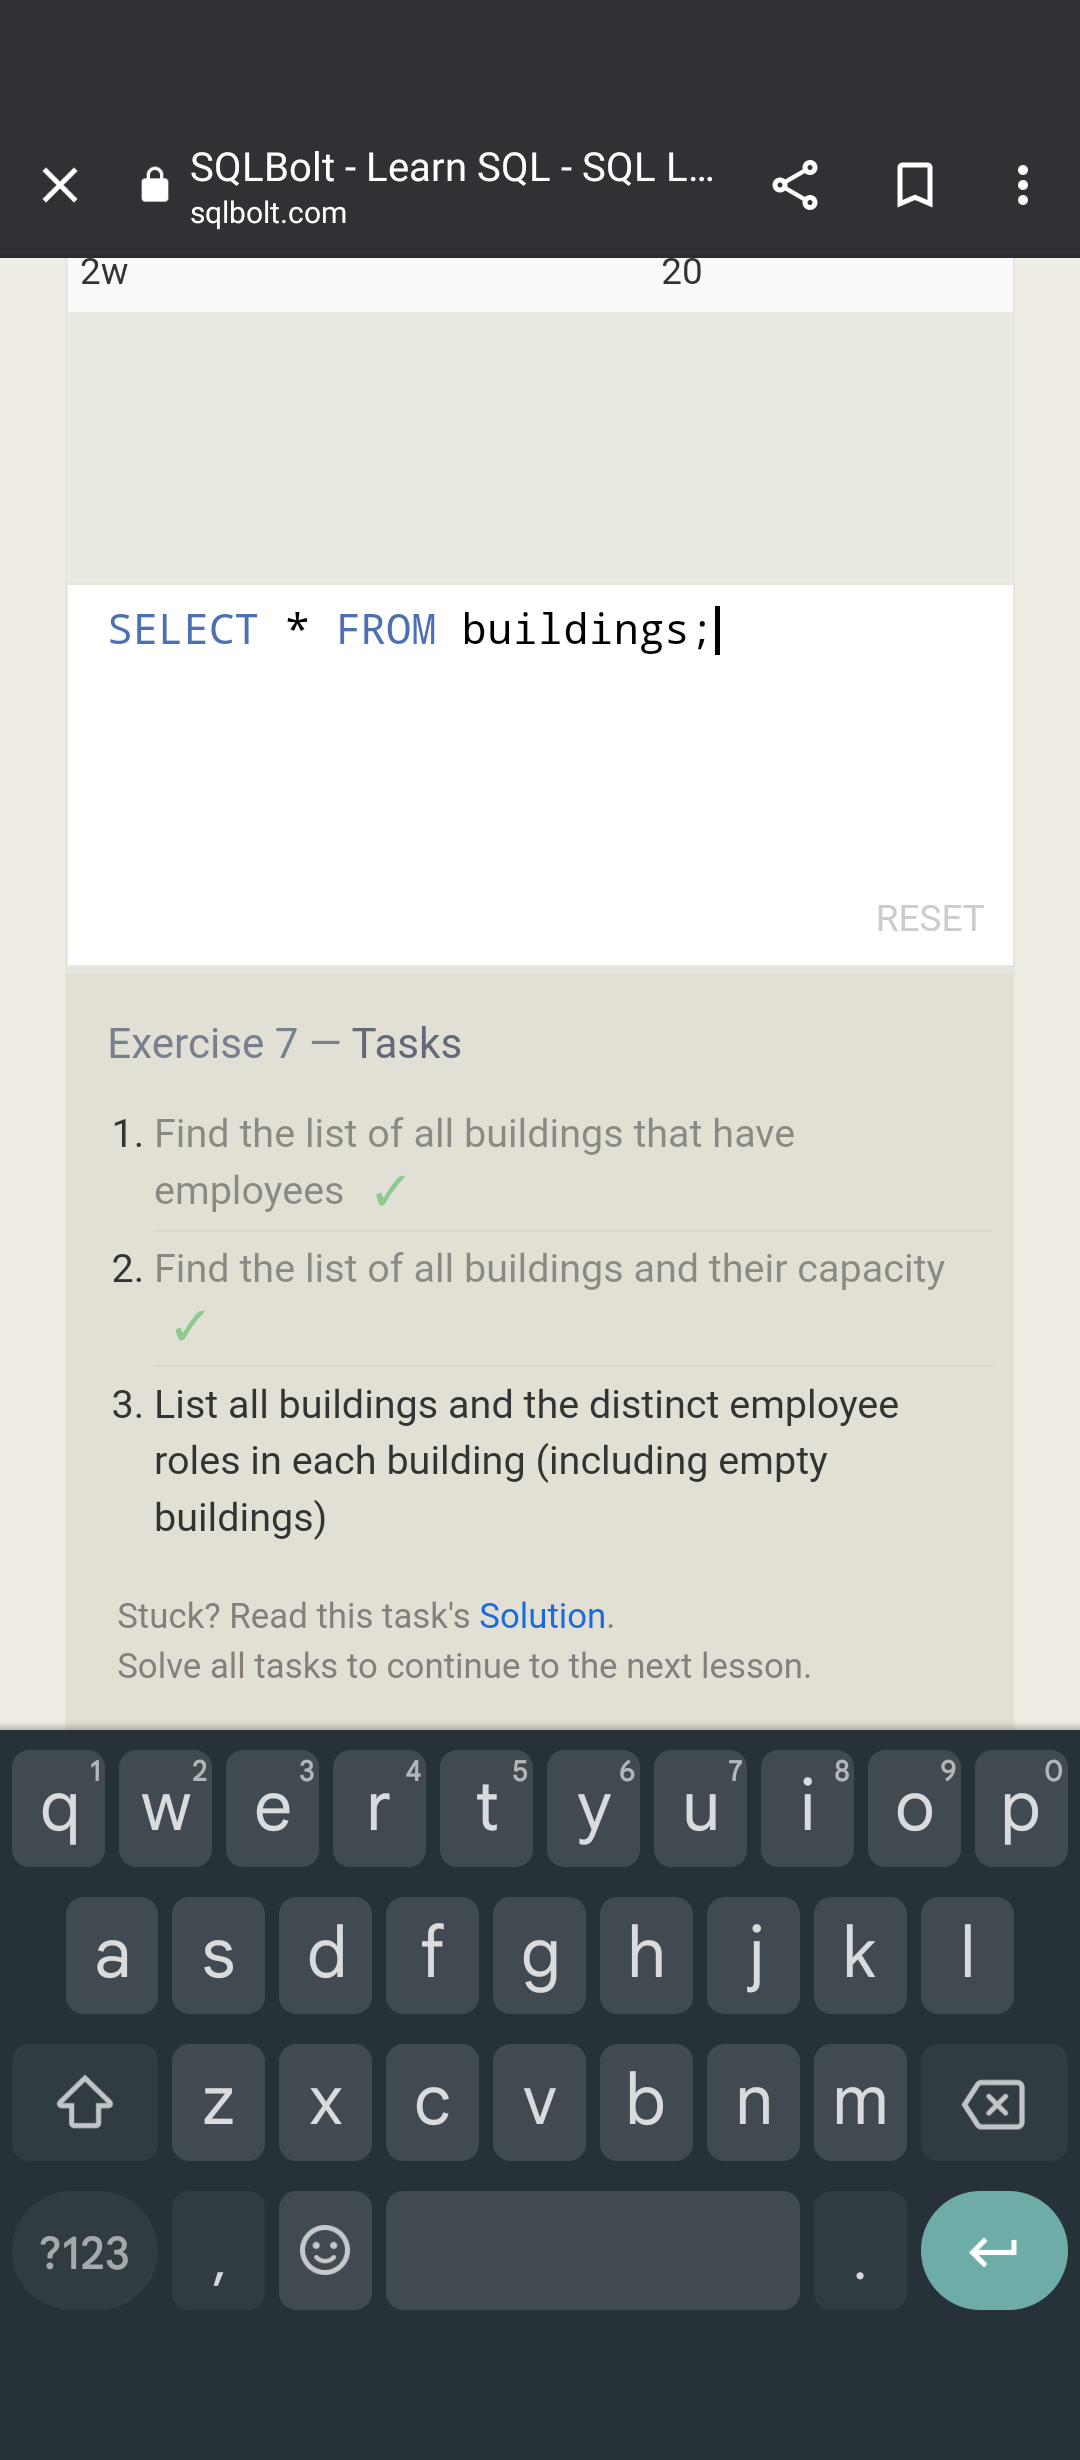 SQLBolt - Learn SQL - SQL L...
sqlbolt.com
2w 20
SELECT * FROM buildings;
RESET
Exercise 7 — Tasks
1. Find the list of all buildings that have
employees ✓
2. Find the list of all buildings and their capacity
✓
3. List all buildings and the distinct employee
roles in each building (including empty
buildings)
Stuck? Read this task's Solution.
Solve all tasks to continue to the next lesson.
1 2 3 4 5 6 7 8 9 0
q w e r t y u i o p
a s d f g h j k l
z x c v b n m
?123 , .